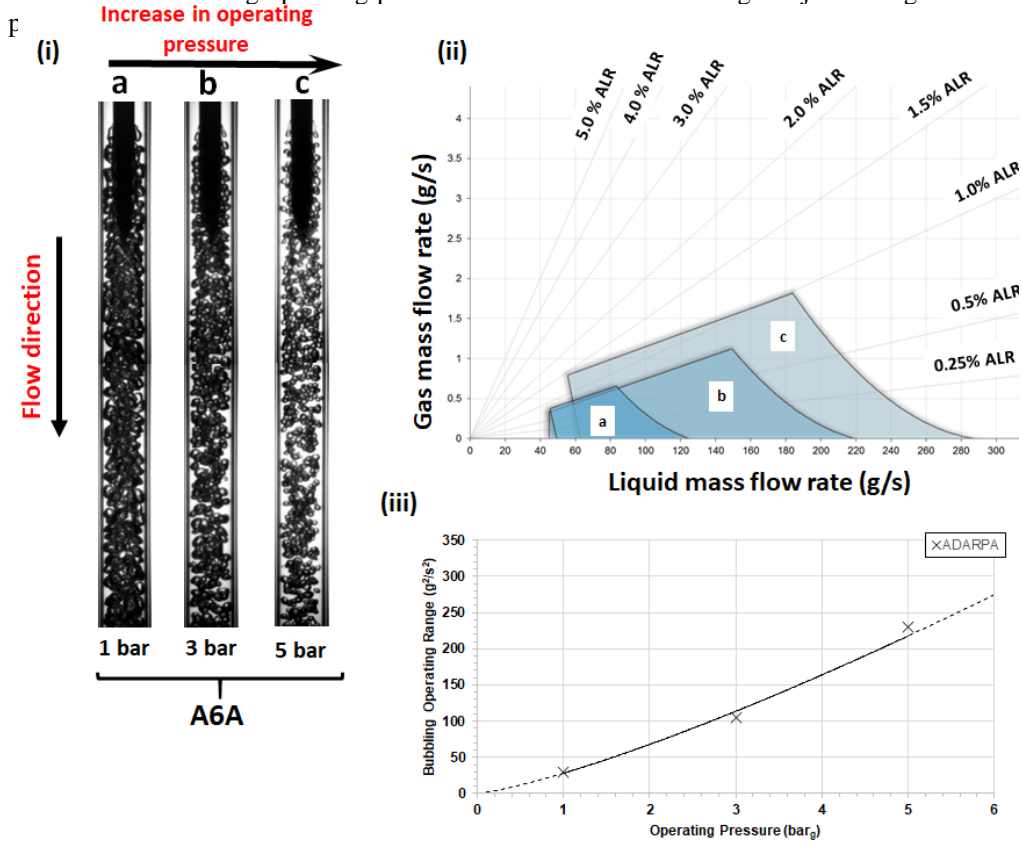 Increase in operating
pressure
(i)
a b c
Flow direction
1 bar 3 bar 5 bar
A6A
(ii)
5.0 % ALR
4.0 % ALR
3.0 % ALR
2.0 % ALR
1.5% ALR
1.0% ALR
0.5% ALR
0.25% ALR
Gas mass flow rate (g/s)
4
3.5
3
2.5
2
1.5
1
0.5
0
a
b
c
0 20 40 60 80 100 120 140 160 180 200 220 240 260 280 300
Liquid mass flow rate (g/s)
(iii)
×ADARPA
Bubbling Operating Range (g²/s²)
350
300
250
200
150
100
50
0
0 1 2 3 4 5 6
Operating Pressure (barg)